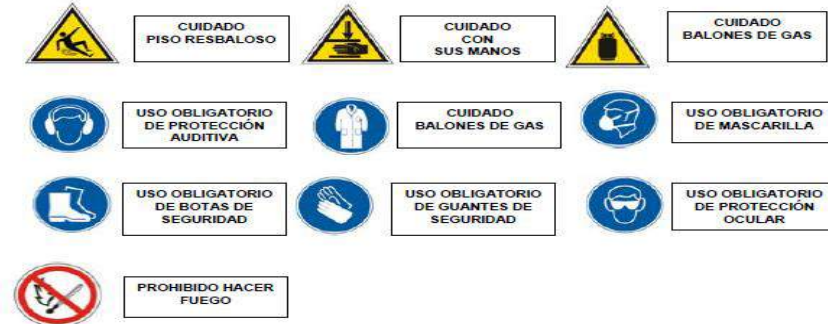 CUIDADO
PISO RESBALOSO
CUIDADO
CON
SUS MANOS
CUIDADO
BALONES DE GAS
USO OBLIGATORIO
DE PROTECCIÓN
AUDITIVA
CUIDADO
BALONES DE GAS
USO OBLIGATORIO
DE MASCARILLA
USO OBLIGATORIO
DE BOTAS DE
SEGURIDAD
USO OBLIGATORIO
DE GUANTES DE
SEGURIDAD
USO OBLIGATORIO
DE PROTECCIÓN
OCULAR
PROHIBIDO HACER
FUEGO